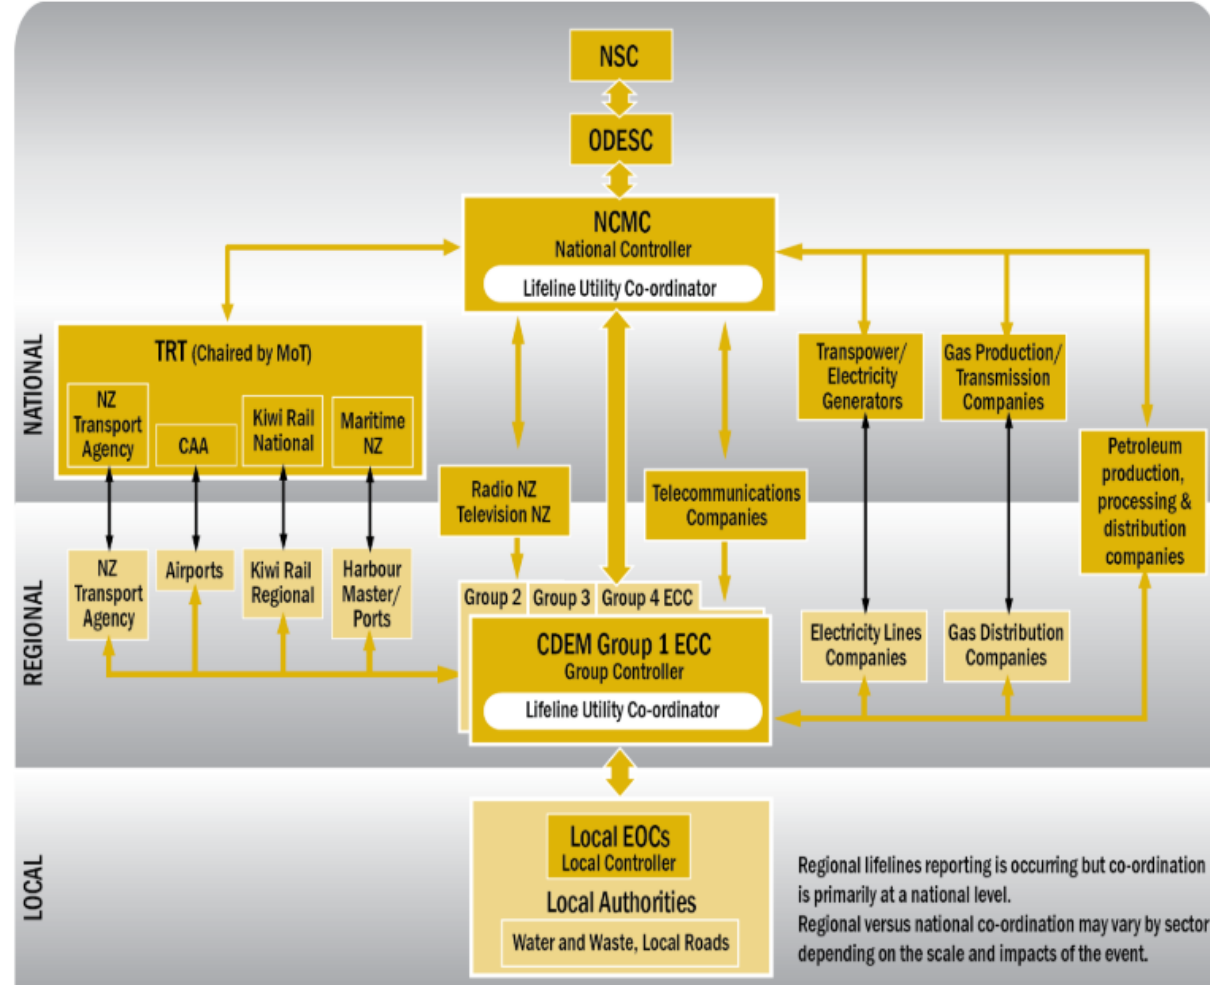 NSC
ODESC
NCMC
National Controller
Lifeline Utility Co-ordinator
NATIONAL
TRT (Chaired by MoT)
NZ
Transport
Agency
CAA
Kiwi Rail
National
Maritime
NZ
Radio NZ
Television NZ
Telecommunications
Companies
Transpower/
Electricity
Generators
Gas Production/
Transmission
Companies
Petroleum
production,
processing &
distribution
companies
REGIONAL
NZ
Transport
Agency
Airports
Kiwi Rail
Regional
Harbour
Master/
Ports
Group 2
Group 3
Group 4 ECC
CDEM Group 1 ECC
Group Controller
Lifeline Utility Co-ordinator
Electricity Lines
Companies
Gas Distribution
Companies
LOCAL
Local EOCs
Local Controller
Local Authorities
Water and Waste, Local Roads
Regional lifelines reporting is occurring but co-ordination
is primarily at a national level.
Regional versus national co-ordination may vary by sector
depending on the scale and impacts of the event.